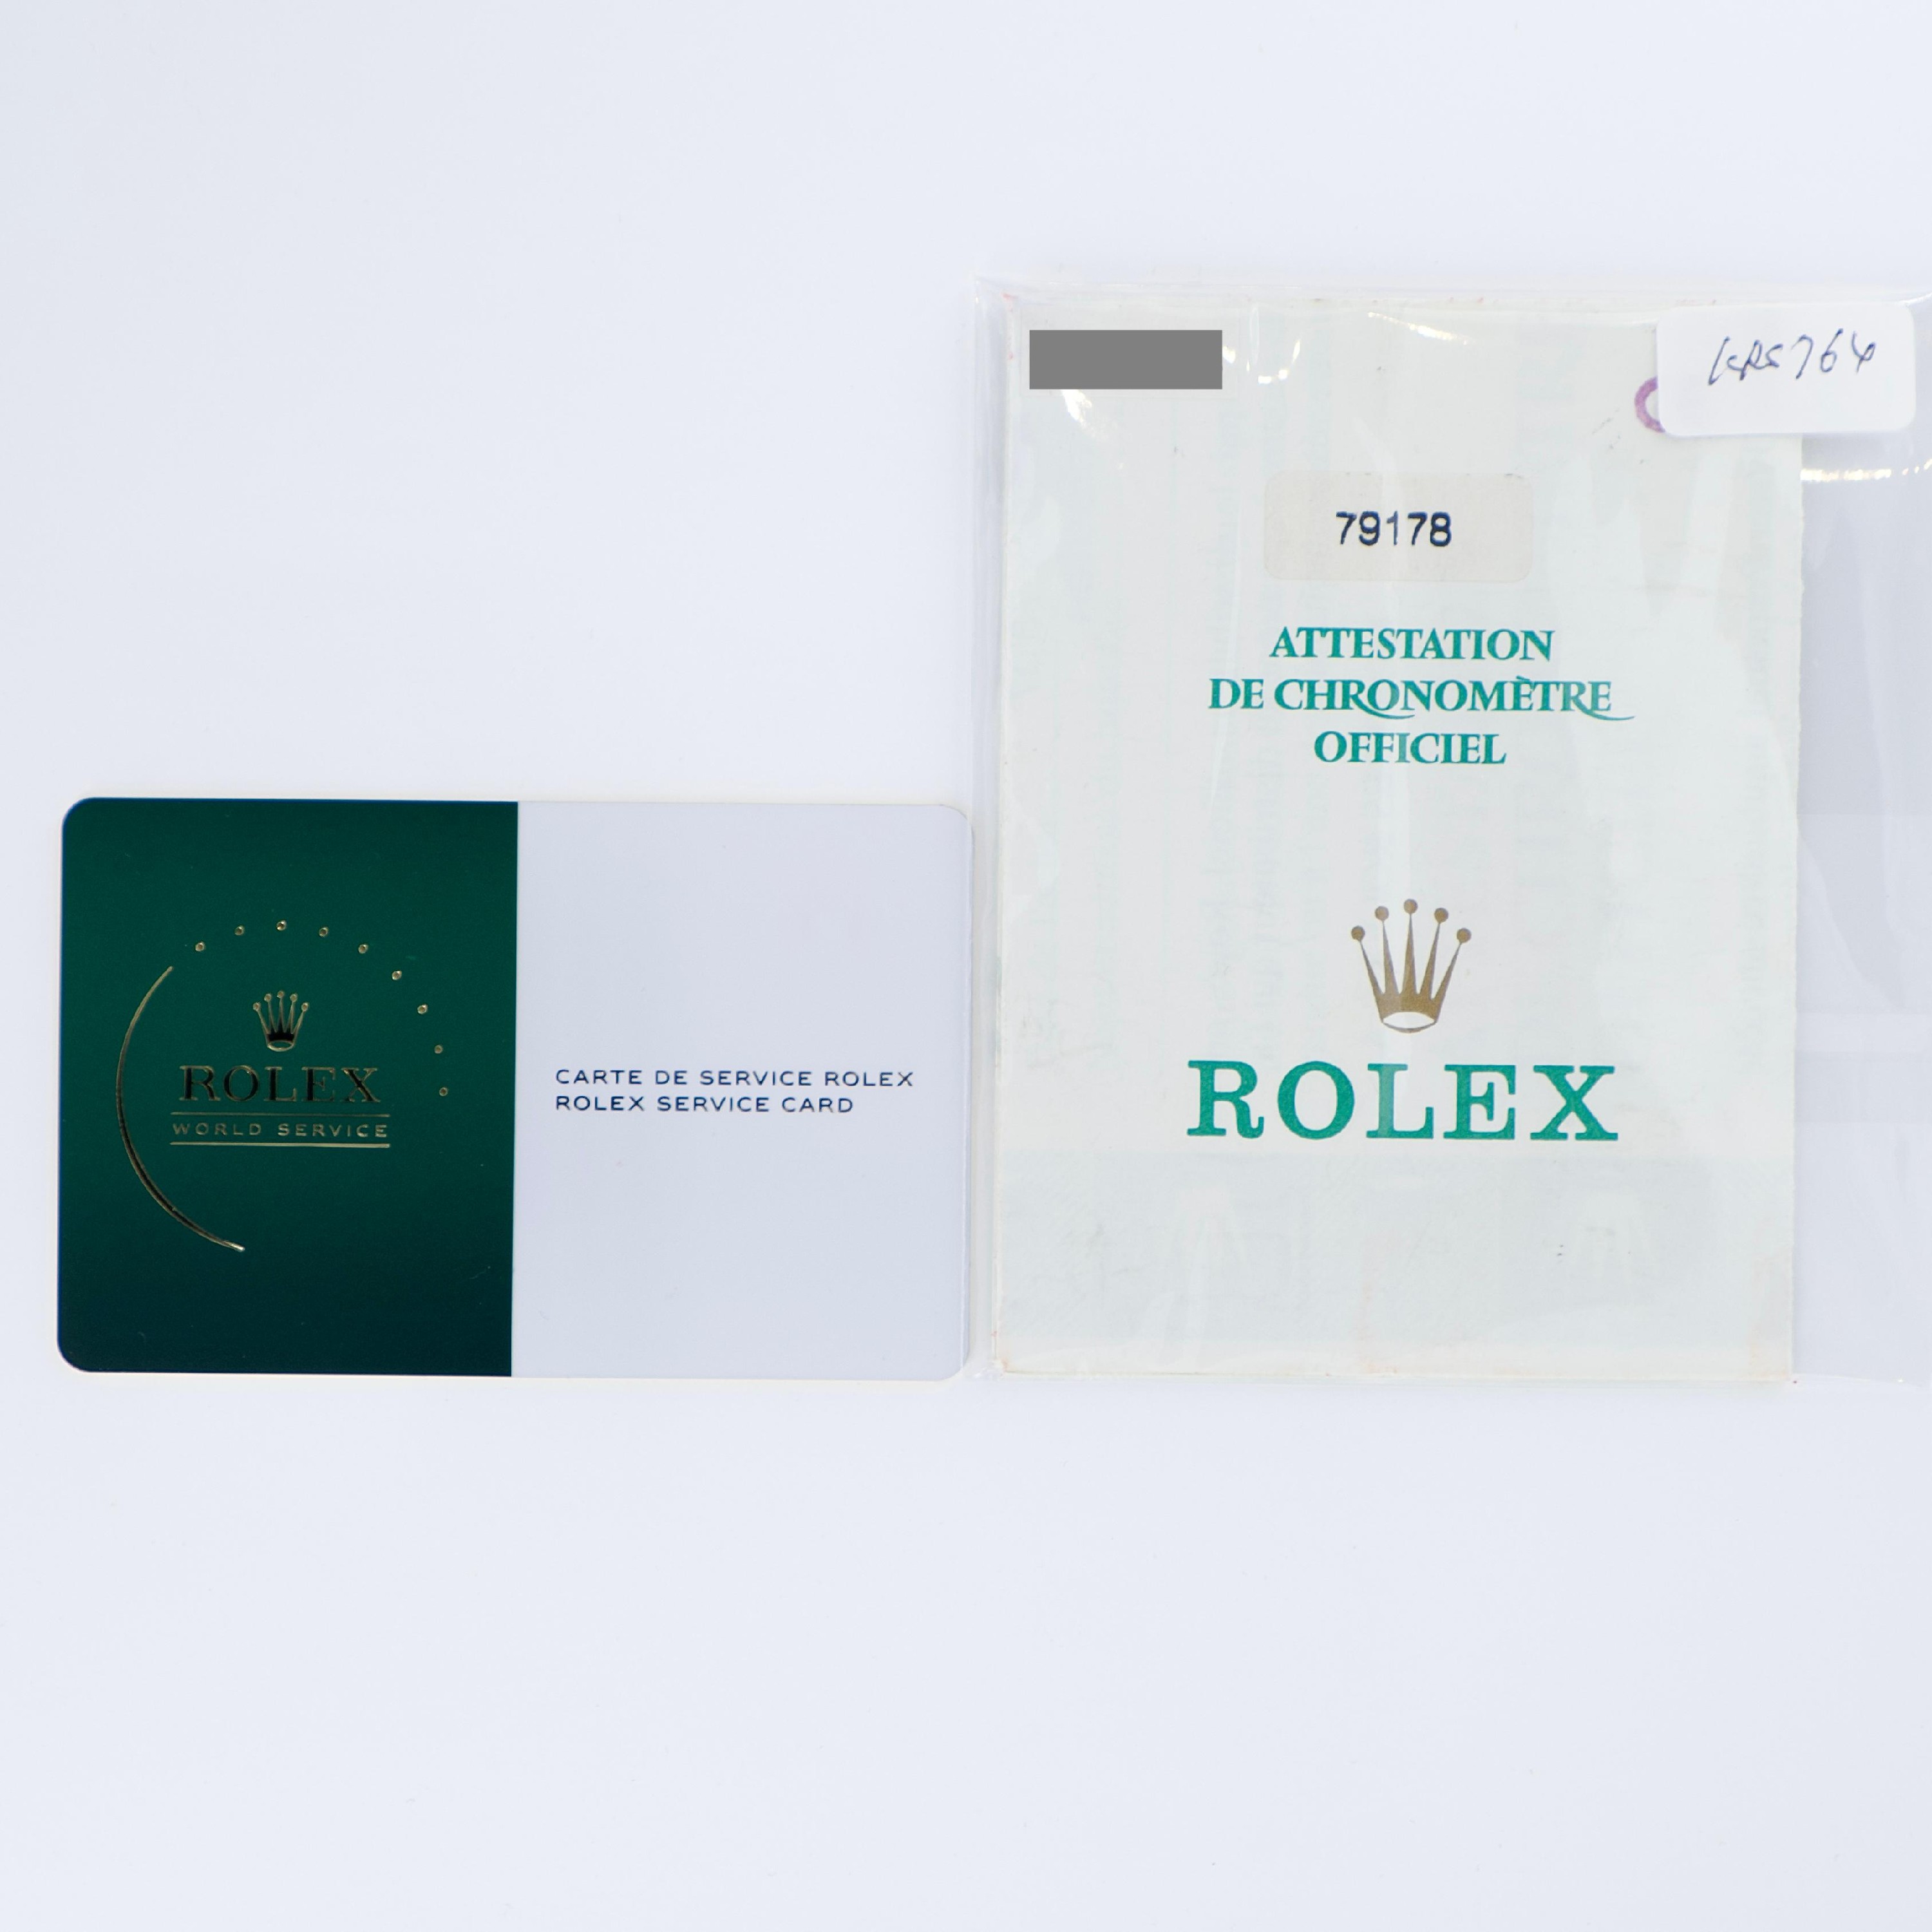 ROLEX
WORLD SERVICE
CARTE DE SERVICE ROLEX
ROLEX SERVICE CARD
79178
ATTESTATION
DE CHRONOMÈTRE
OFFICIEL
ROLEX